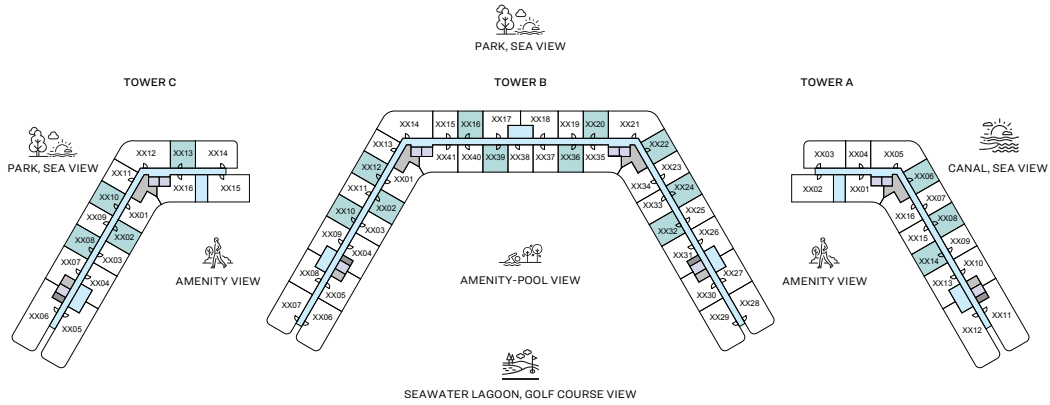 PARK, SEA VIEW
TOWER C
TOWER B
TOWER A
PARK, SEA VIEW
CANAL, SEA VIEW
XX12
XX13
XX14
XX11
XX16
XX15
XX10
XX01
XX09
XX02
XX08
XX03
XX07
XX04
XX06
XX05
AMENITY VIEW
XX14
XX15
XX16
XX17
XX18
XX19
XX20
XX21
XX13
XX41
XX40
XX39
XX38
XX37
XX36
XX35
XX22
XX12
XX01
XX34
XX23
XX11
XX02
XX33
XX24
XX10
XX03
XX32
XX25
XX09
XX04
XX31
XX26
XX08
XX05
XX30
XX27
XX07
XX06
XX29
XX28
AMENITY-POOL VIEW
XX03
XX04
XX05
XX02
XX01
XX06
XX16
XX07
XX15
XX08
XX14
XX09
XX13
XX10
XX12
XX11
AMENITY VIEW
SEAWATER LAGOON, GOLF COURSE VIEW